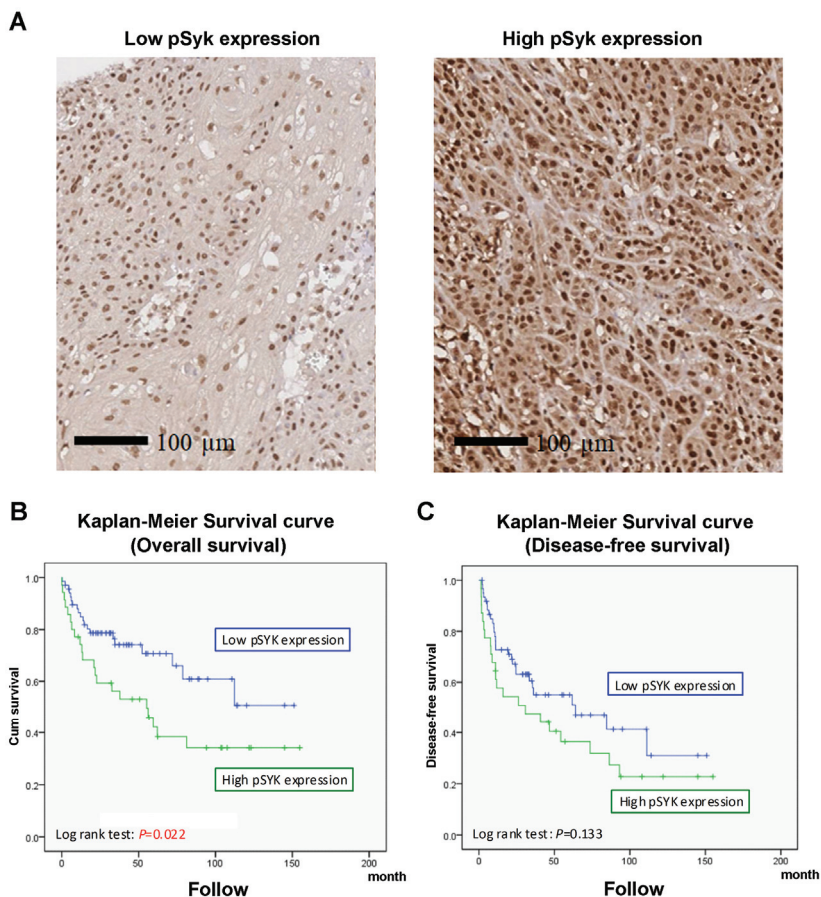 A
Low pSyk expression
High pSyk expression
100 µm
100 µm
B
Kaplan-Meier Survival curve
(Overall survival)
Cum survival
1.0
0.8
0.6
0.4
0.2
0.0
Low pSYK expression
High pSYK expression
Log rank test: P=0.022
0
50
100
150
200
month
Follow
C
Kaplan-Meier Survival curve
(Disease-free survival)
Disease-free survival
1.0
0.8
0.6
0.4
0.2
0.0
Low pSYK expression
High pSYK expression
Log rank test: P=0.133
0
50
100
150
200
month
Follow